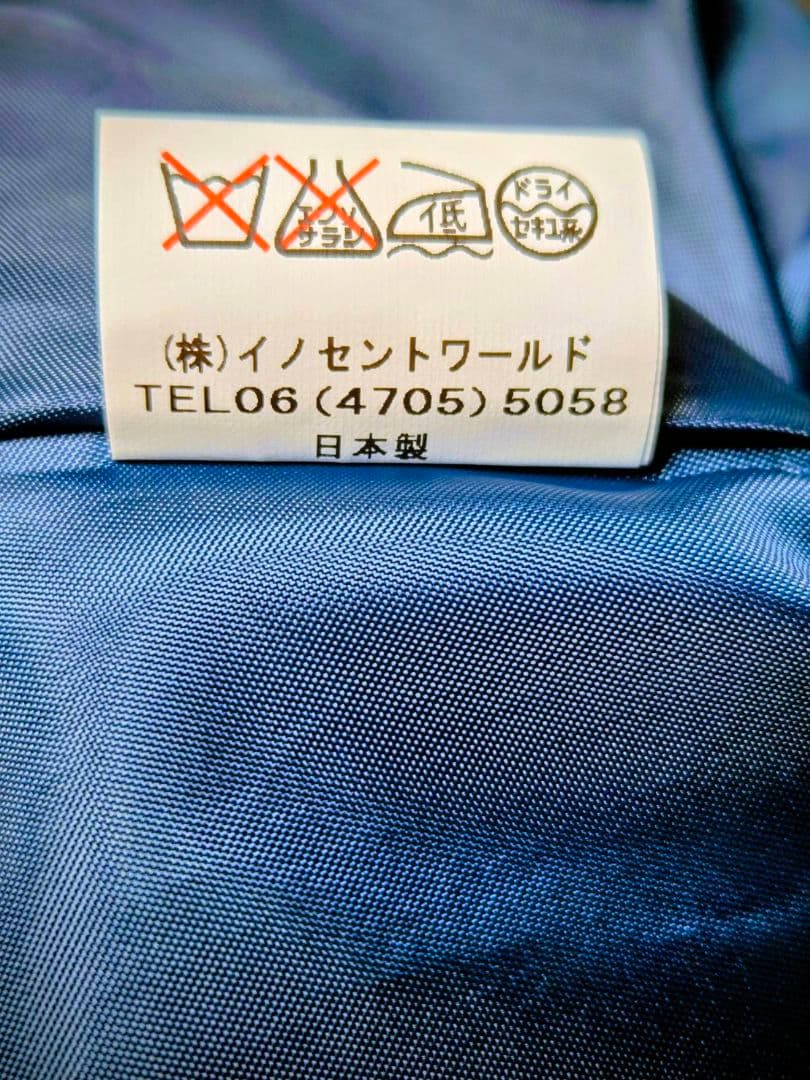 エンソ サラシ
低
ドライ セキユ系
(株)イノセントワールド
TEL06(4705)5058
日本製